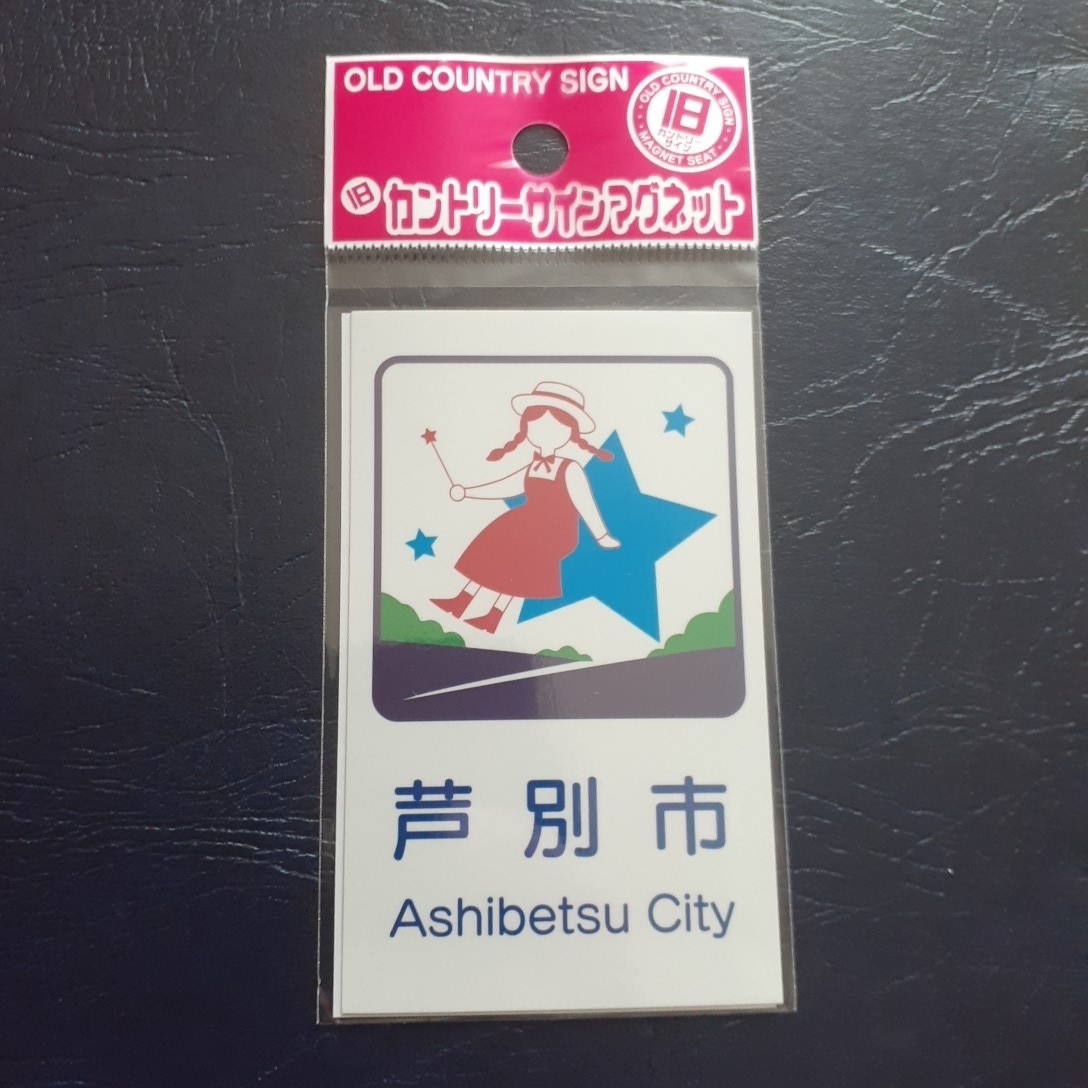 OLD COUNTRY SIGN
OLD COUNTRY SIGN
旧
カントリー
サイン
MAGNET SEAT
旧 カントリーサインマグネット
芦別市
Ashibetsu City